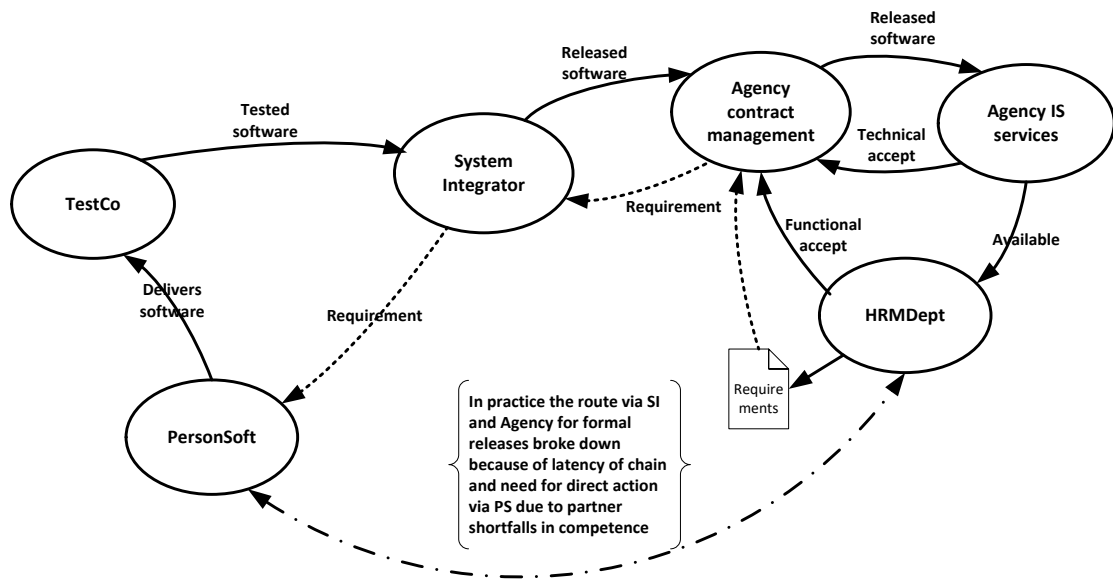 Released
software
Released
software
Agency
contract
management
Agency IS
services
Tested
software
Technical
accept
System
Integrator
TestCo
Requirement
Functional
accept
Available
Delivers
software
Requirement
HRMDept
Require
ments
PersonSoft
In practice the route via SI
and Agency for formal
releases broke down
because of latency of chain
and need for direct action
via PS due to partner
shortfalls in competence